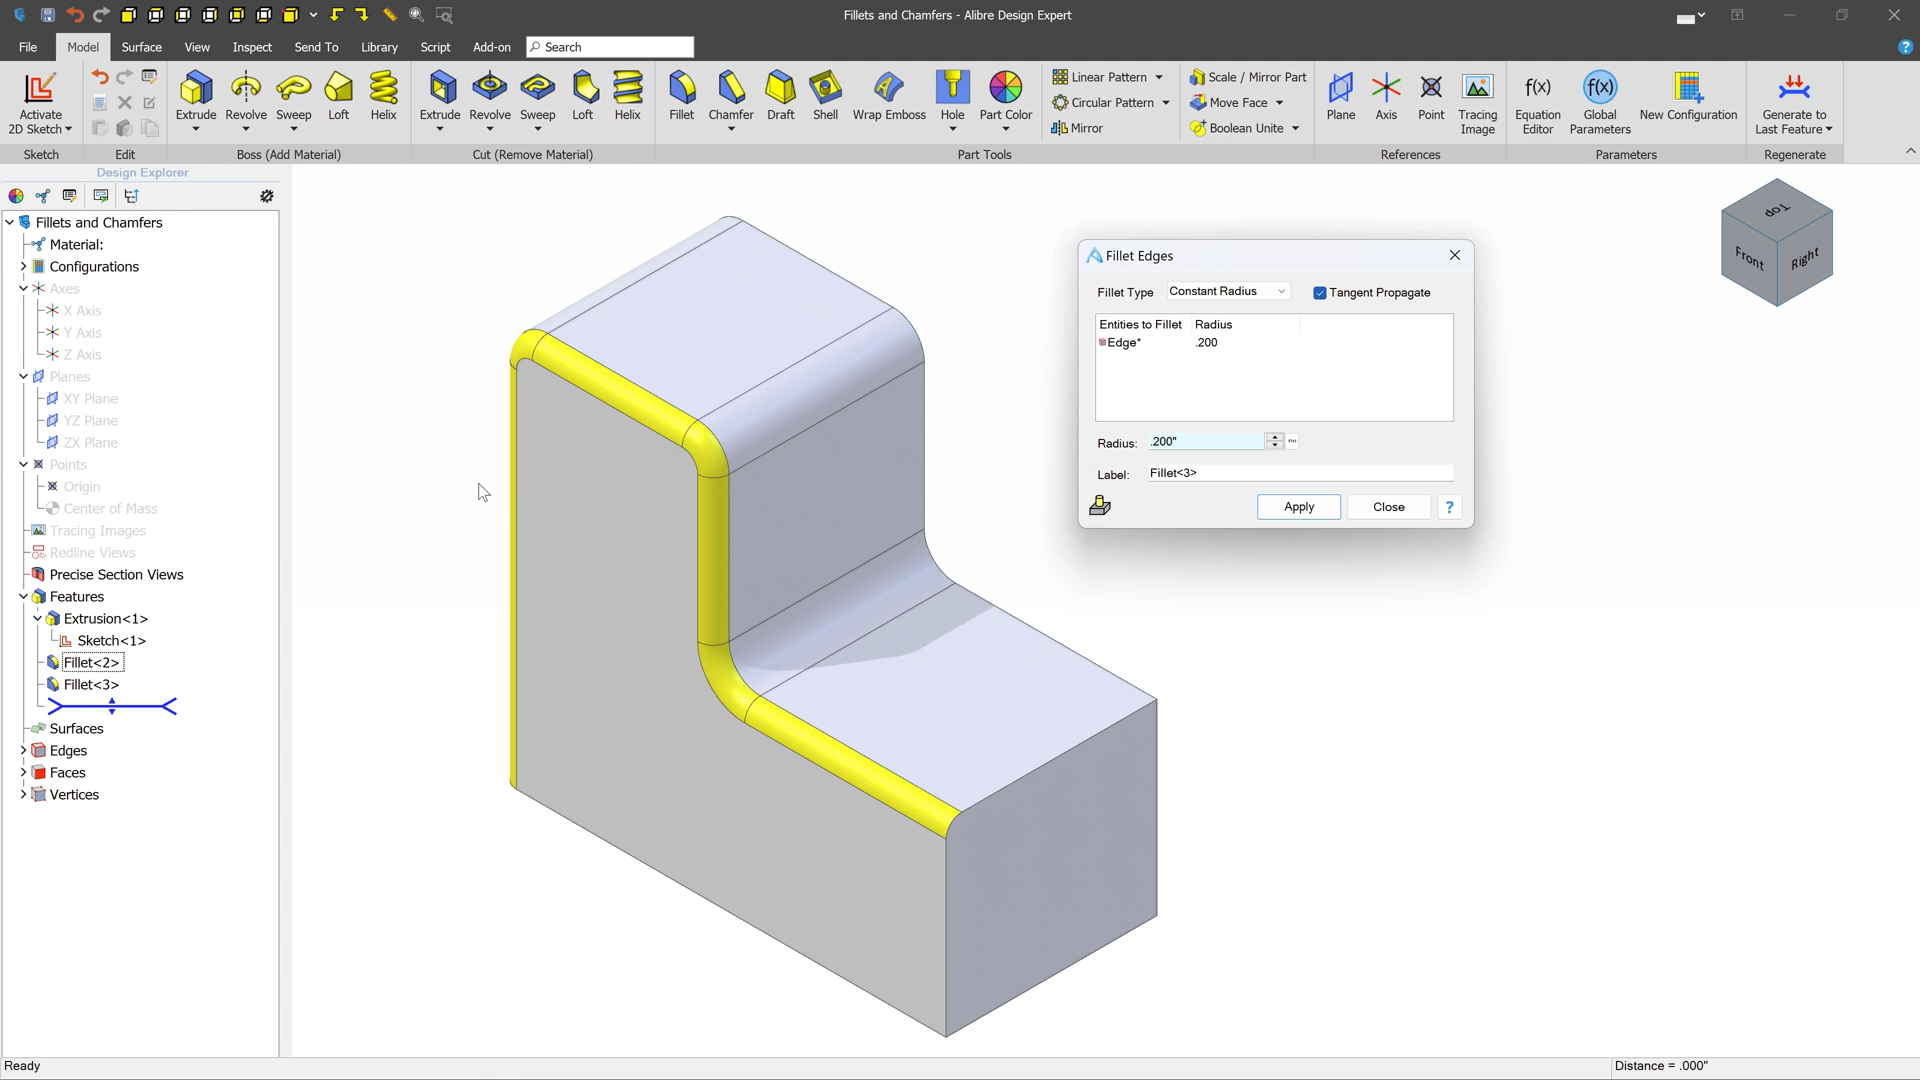 Fillets and Chamfers - Alibre Design Expert
File Model Surface View Inspect Send To Library Script Add-on Search
Activate 2D Sketch
Extrude Revolve Sweep Loft Helix
Extrude Revolve Sweep Loft Helix
Fillet Chamfer Draft Shell Wrap Emboss Hole Part Color
Linear Pattern
Circular Pattern
Mirror
Scale / Mirror Part
Move Face
Boolean Unite
Plane Axis Point Tracing Image
Equation Editor Global Parameters New Configuration
Generate to Last Feature
Sketch Edit Boss (Add Material) Cut (Remove Material) Part Tools References Parameters Regenerate
Design Explorer
Fillets and Chamfers
Material:
Configurations
Axes
X Axis
Y Axis
Z Axis
Planes
XY Plane
YZ Plane
ZX Plane
Points
Origin
Center of Mass
Tracing Images
Redline Views
Precise Section Views
Features
Extrusion<1>
Sketch<1>
Fillet<2>
Fillet<3>
Surfaces
Edges
Faces
Vertices
Fillet Edges
Fillet Type Constant Radius Tangent Propagate
Entities to Fillet Radius
Edge* .200
Radius: .200"
Label: Fillet<3>
Apply Close ?
Top
Front Right
Ready Distance = .000"